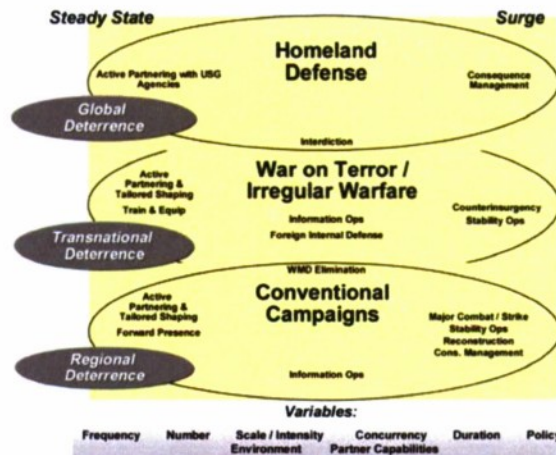 Steady State
Surge
Homeland
Defense
Active Partnering with USG
Agencies
Consequence
Management
Global
Deterrence
Interdiction
Active
Partnering &
Tailored Shaping
Train & Equip
War on Terror /
Irregular Warfare
Information Ops
Foreign Internal Defense
Counterinsurgency
Stability Ops
Transnational
Deterrence
WMD Elimination
Active
Partnering &
Tailored Shaping
Forward Presence
Conventional
Campaigns
Major Combat / Strike
Stability Ops
Reconstruction
Cons. Management
Regional
Deterrence
Information Ops
Variables:
Frequency Number Scale / Intensity Concurrency Duration Policy
Environment Partner Capabilities